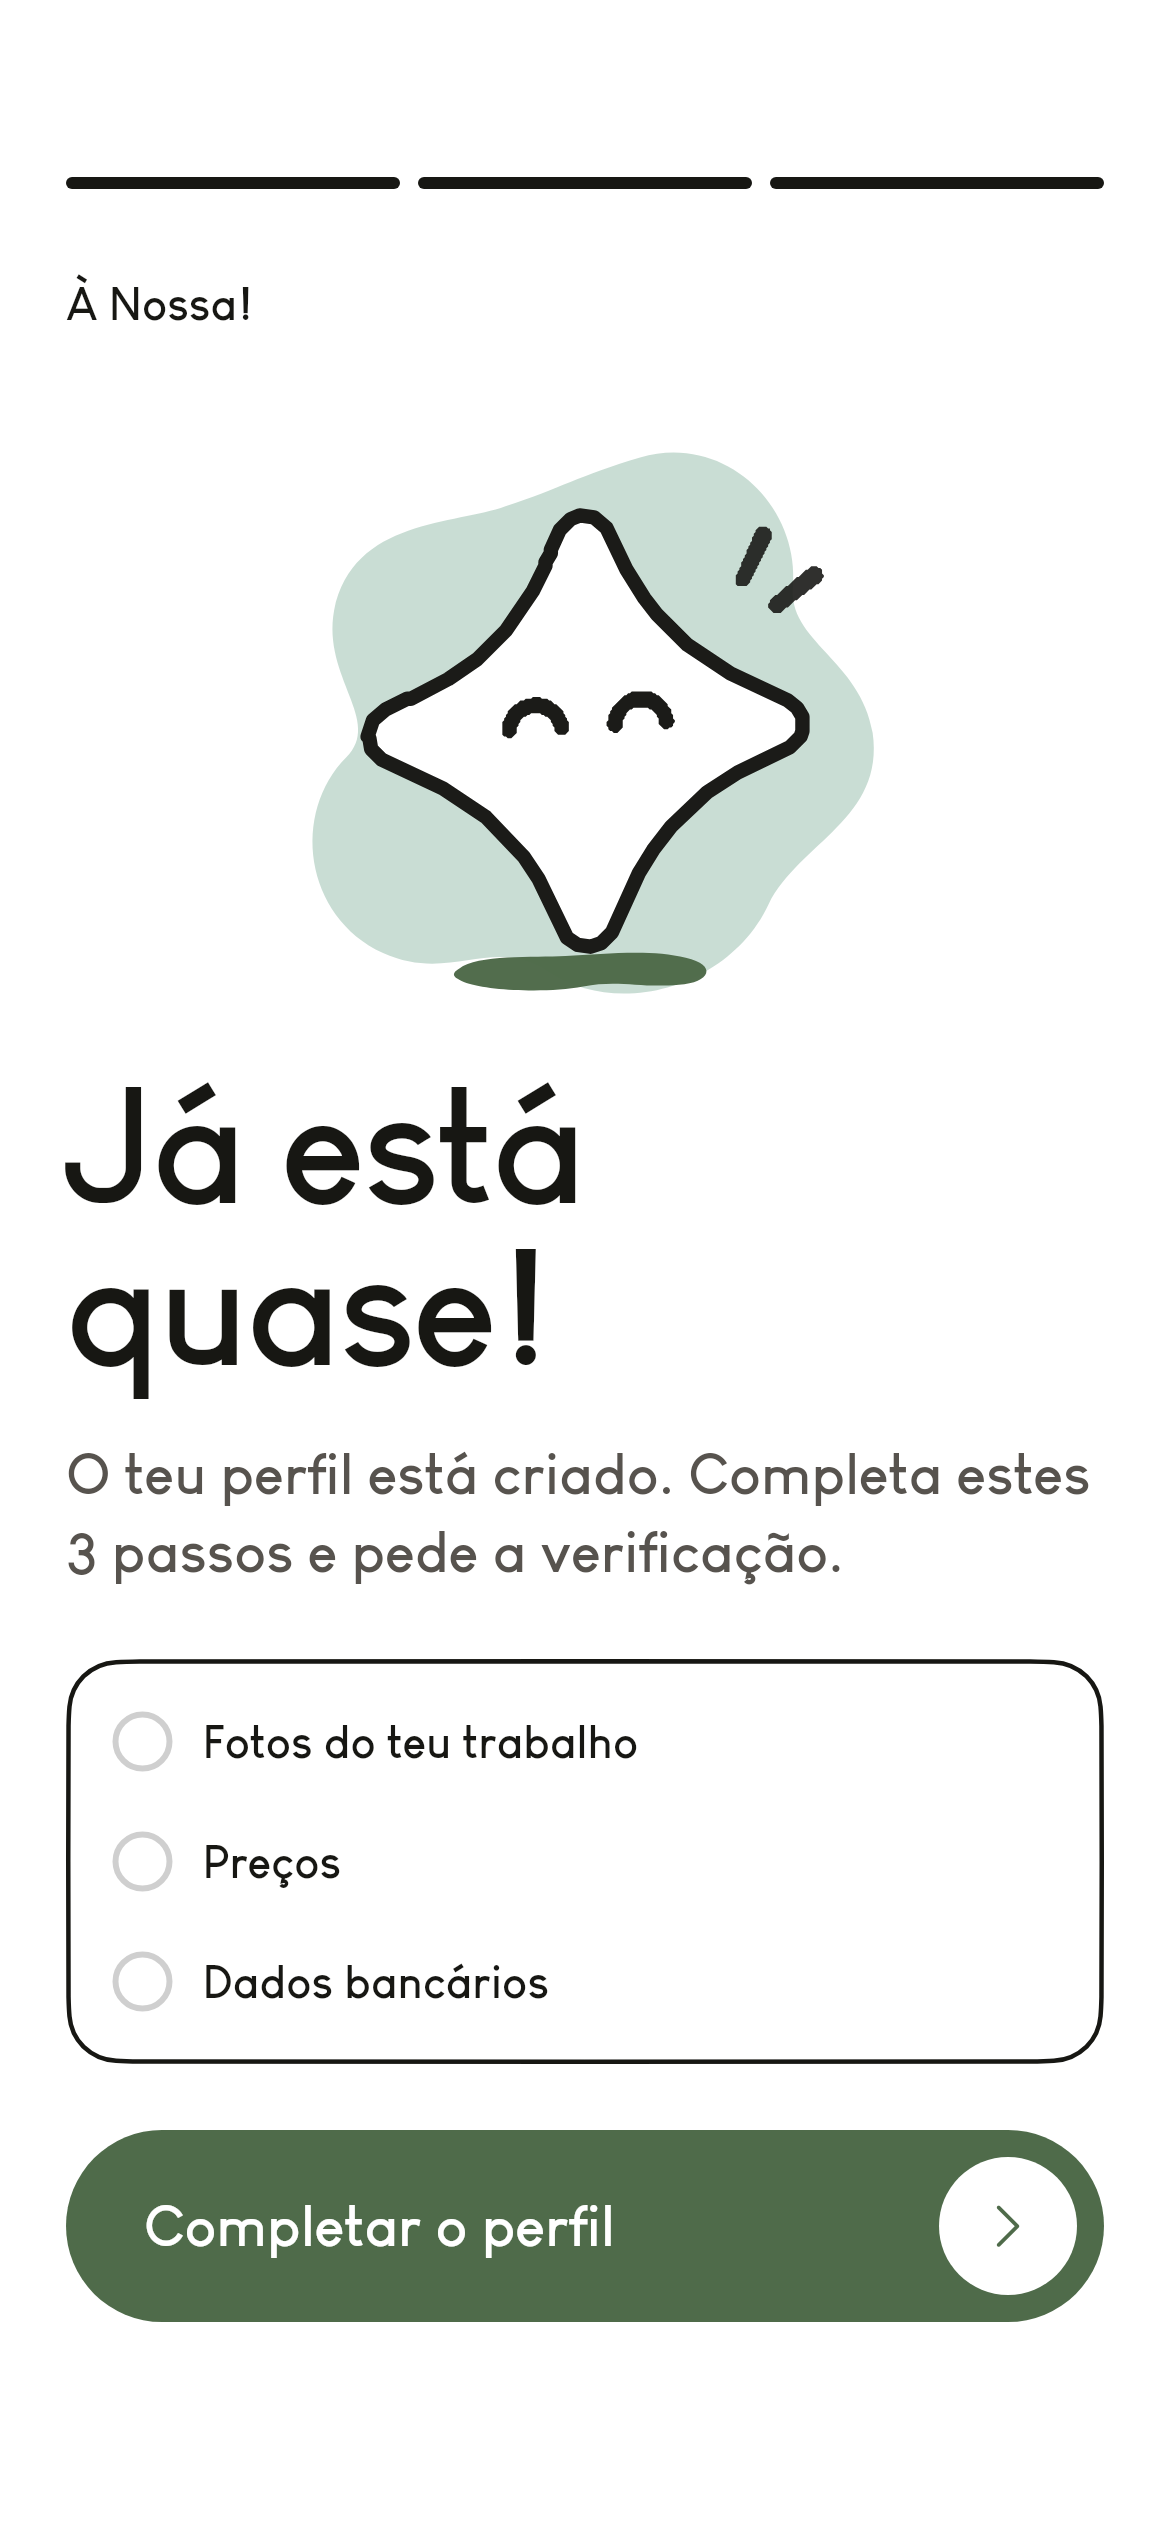 À Nossa!
Já está
quase!
O teu perfil está criado. Completa estes
3 passos e pede a verificação.
Fotos do teu trabalho
Preços
Dados bancários
Completar o perfil